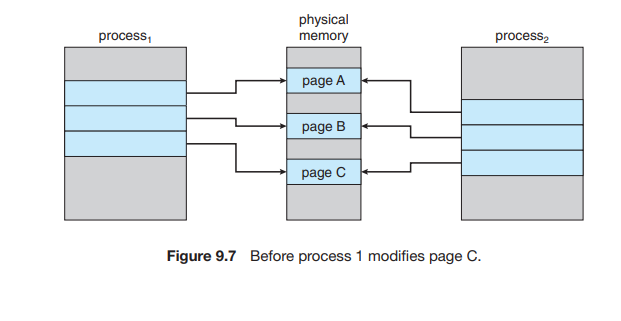 physical
process₁ memory process₂
page A
page B
page C
Figure 9.7 Before process 1 modifies page C.